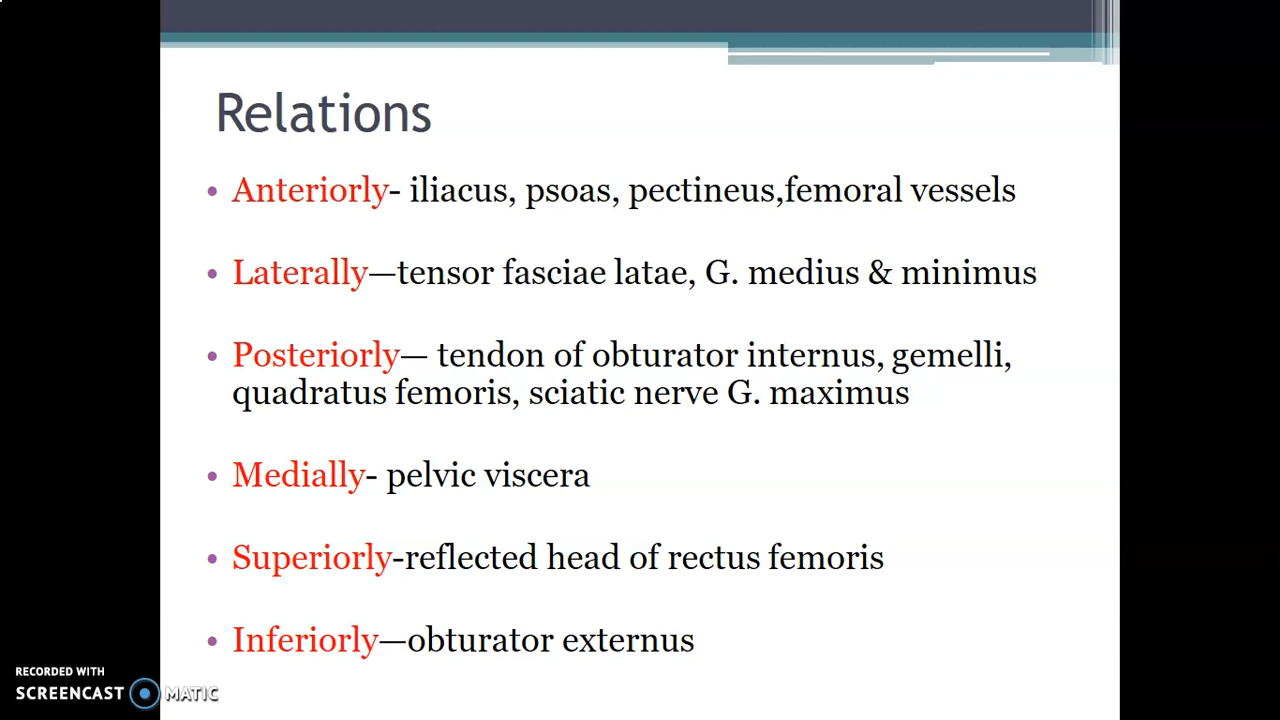 Relations
• Anteriorly- iliacus, psoas, pectineus,femoral vessels
• Laterally—tensor fasciae latae, G. medius & minimus
• Posteriorly— tendon of obturator internus, gemelli,
quadratus femoris, sciatic nerve G. maximus
• Medially- pelvic viscera
• Superiorly-reflected head of rectus femoris
• Inferiorly—obturator externus
RECORDED WITH
SCREENCAST MATIC